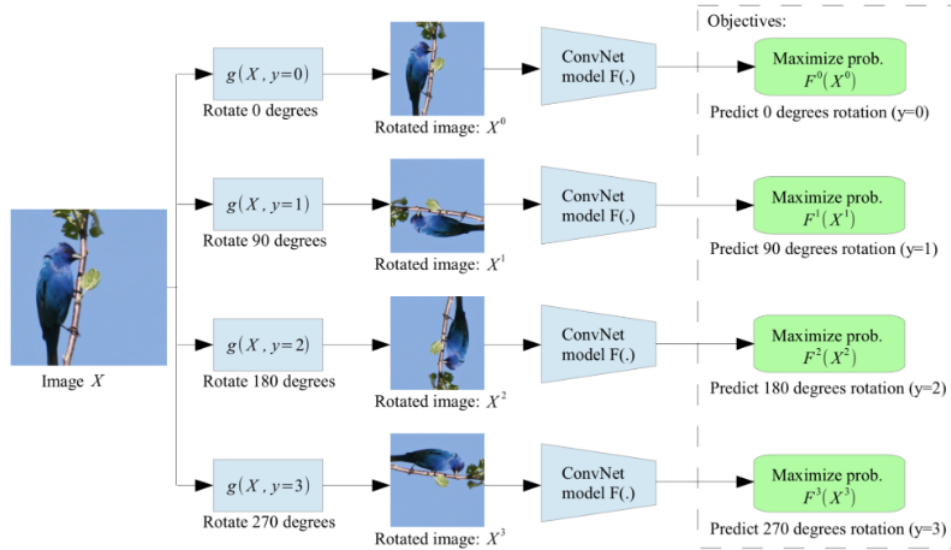 Objectives:
g(X, y=0)
Rotate 0 degrees
Rotated image: X⁰
ConvNet
model F(.)
Maximize prob.
F⁰(X⁰)
Predict 0 degrees rotation (y=0)
g(X, y=1)
Rotate 90 degrees
Rotated image: X¹
ConvNet
model F(.)
Maximize prob.
F¹(X¹)
Predict 90 degrees rotation (y=1)
Image X
g(X, y=2)
Rotate 180 degrees
Rotated image: X²
ConvNet
model F(.)
Maximize prob.
F²(X²)
Predict 180 degrees rotation (y=2)
g(X, y=3)
Rotate 270 degrees
Rotated image: X³
ConvNet
model F(.)
Maximize prob.
F³(X³)
Predict 270 degrees rotation (y=3)